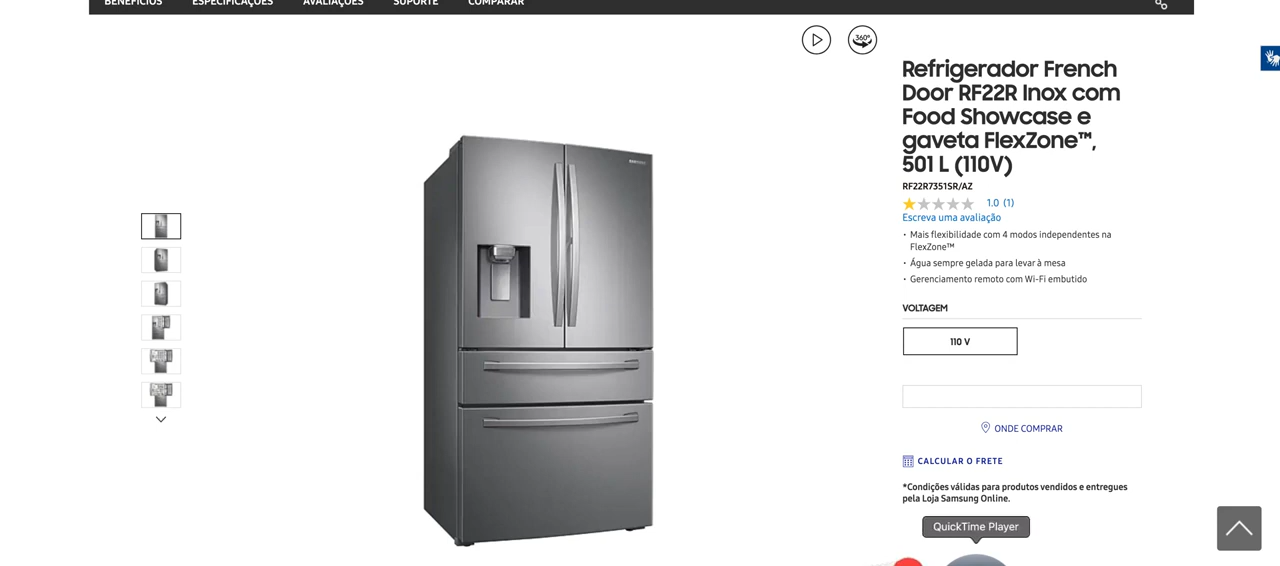 BENEFÍCIOS ESPECIFICAÇÕES AVALIAÇÕES SUPORTE COMPARAR
360°
Refrigerador French
Door RF22R Inox com
Food Showcase e
gaveta FlexZone™,
501 L (110V)
RF22R7351SR/AZ
1.0 (1)
Escreva uma avaliação
• Mais flexibilidade com 4 modos independentes na
FlexZone™
• Água sempre gelada para levar à mesa
• Gerenciamento remoto com Wi-Fi embutido
VOLTAGEM
110 V
ONDE COMPRAR
CALCULAR O FRETE
*Condições válidas para produtos vendidos e entregues
pela Loja Samsung Online.
QuickTime Player